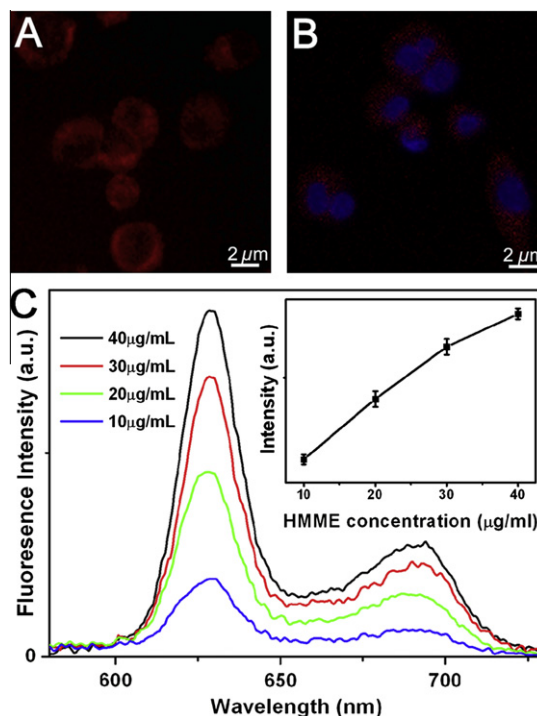 A
B
2 µm
2 µm
C
40µg/mL
30µg/mL
20µg/mL
10µg/mL
Fluoresence Intensity (a.u.)
0
600
650
700
Wavelength (nm)
Intensity (a.u.)
10
20
30
40
HMME concentration (µg/ml)